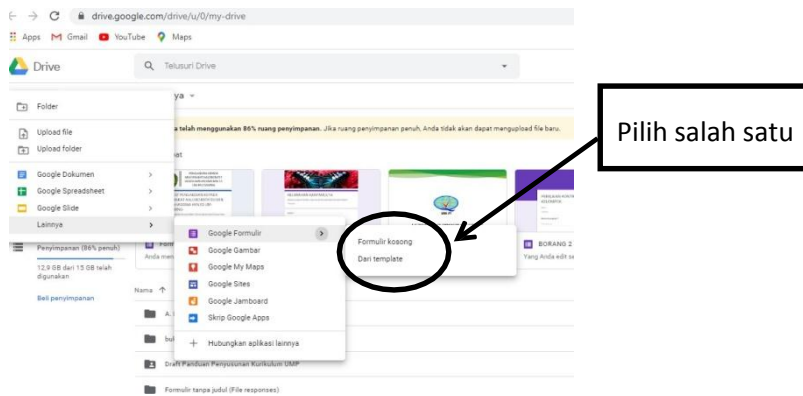 drive.google.com/drive/u/0/my-drive
Apps Gmail YouTube Maps
Drive
Telusuri Drive
ya
Folder
Upload file
Upload folder
Google Dokumen
Google Spreadsheet
Google Slide
Lainnya
telah menggunakan 86% ruang penyimpanan. Jika ruang penyimpanan penuh, Anda tidak akan dapat mengupload file baru.
Pilih salah satu
Google Formulir
Google Gambar
Google My Maps
Google Sites
Google Jamboard
Skrip Google Apps
Hubungkan aplikasi lainnya
Formulir kosong
Dari template
BORANG 2
Yang Anda edit
Penyimpanan (86% penuh)
12,9 GB dari 15 GB telah
digunakan
Beli penyimpanan
Nama
A.
Draft Panduan Penyusunan Kurikulum UMP
Formulir tanpa judul (File responses)